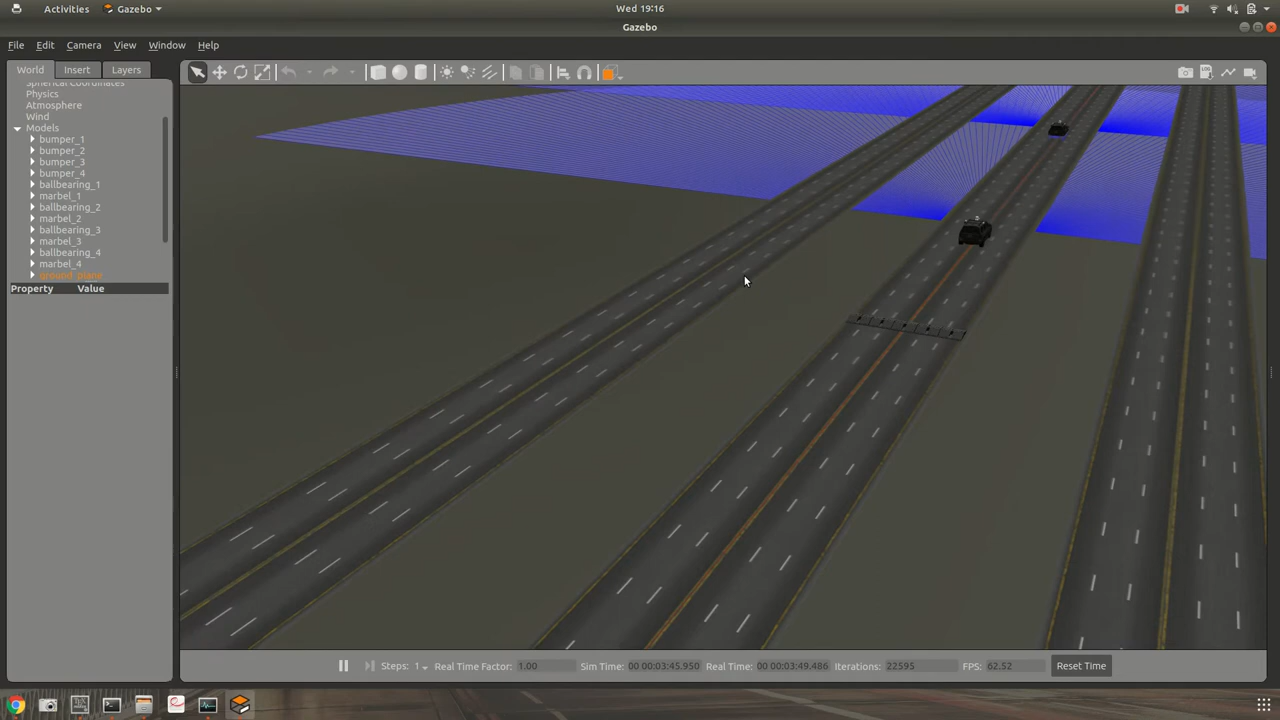 Activities Gazebo Wed 19:16
Gazebo
File Edit Camera View Window Help
World Insert Layers
Spherical Coordinates
Physics
Atmosphere
Wind
Models
bumper_1
bumper_2
bumper_3
bumper_4
ballbearing_1
marbel_1
ballbearing_2
marbel_2
ballbearing_3
marbel_3
ballbearing_4
marbel_4
ground_plane
Property Value
Steps: 1 Real Time Factor: 1.00 Sim Time: 00 00:03:45.950 Real Time: 00 00:03:49.486 Iterations: 22595 FPS: 62.52 Reset Time